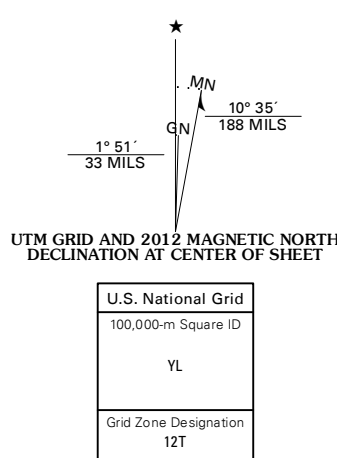 ★
MN
GN
10° 35´
188 MILS
1° 51´
33 MILS
UTM GRID AND 2012 MAGNETIC NORTH
DECLINATION AT CENTER OF SHEET
U.S. National Grid
100,000-m Square ID
YL
Grid Zone Designation
12T